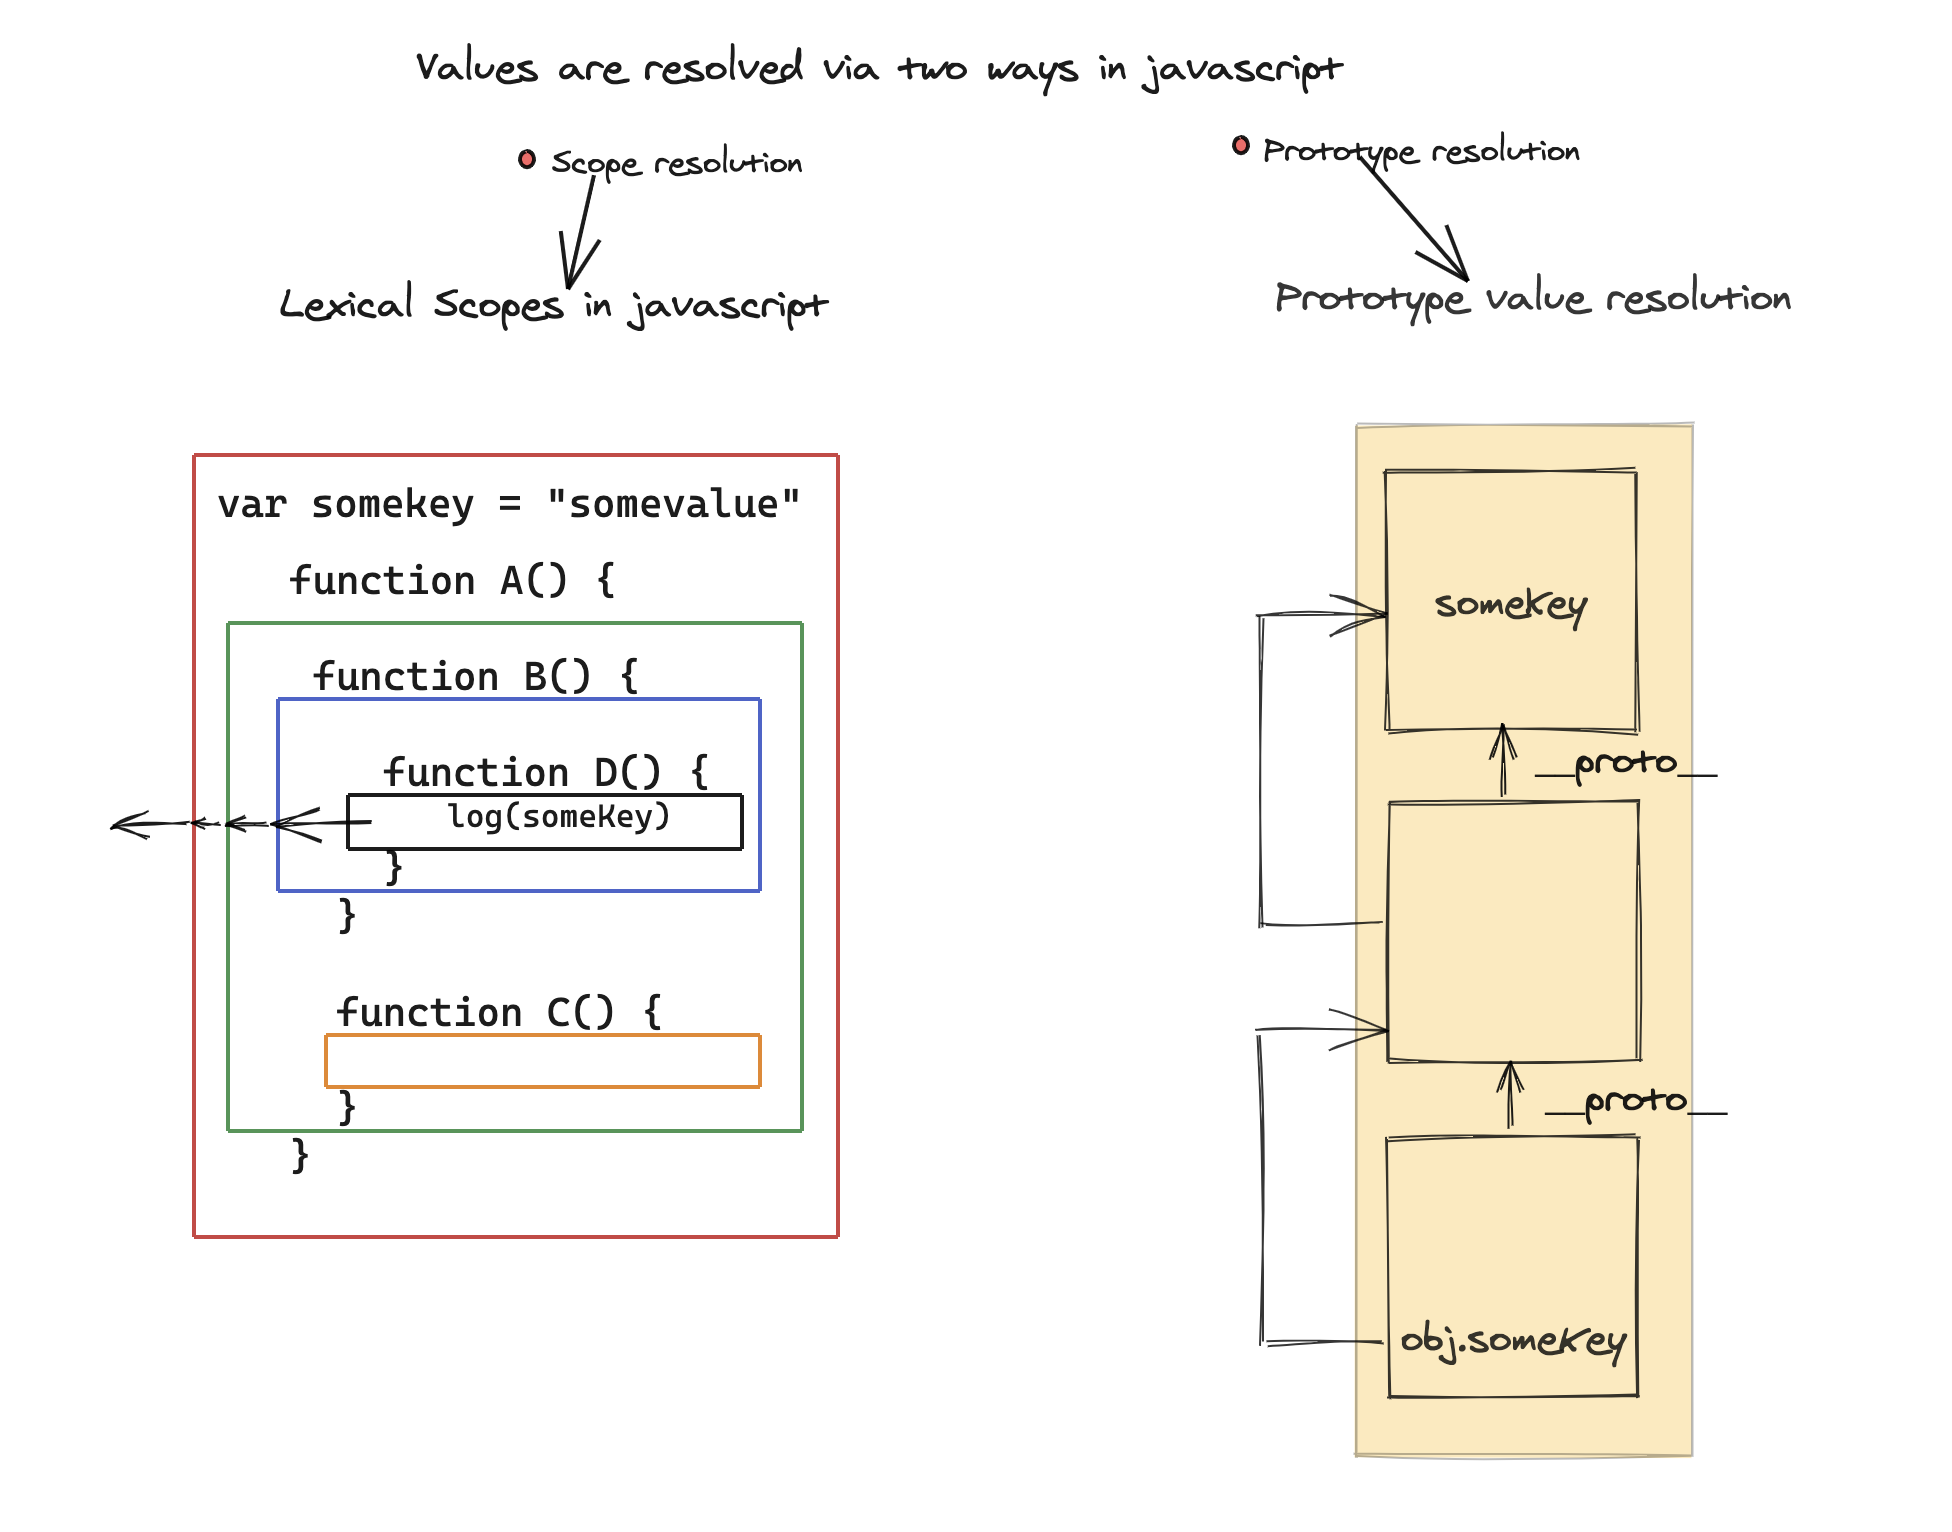 Values are resolved via two ways in javascript
Scope resolution
Prototype resolution
Lexical Scopes in javascript
Prototype value resolution
var somekey = "somevalue"
function A() {
function B() {
function D() {
log(someKey)
}
}
function C() {
}
}
someKey
__proto__
__proto__
obj.someKey